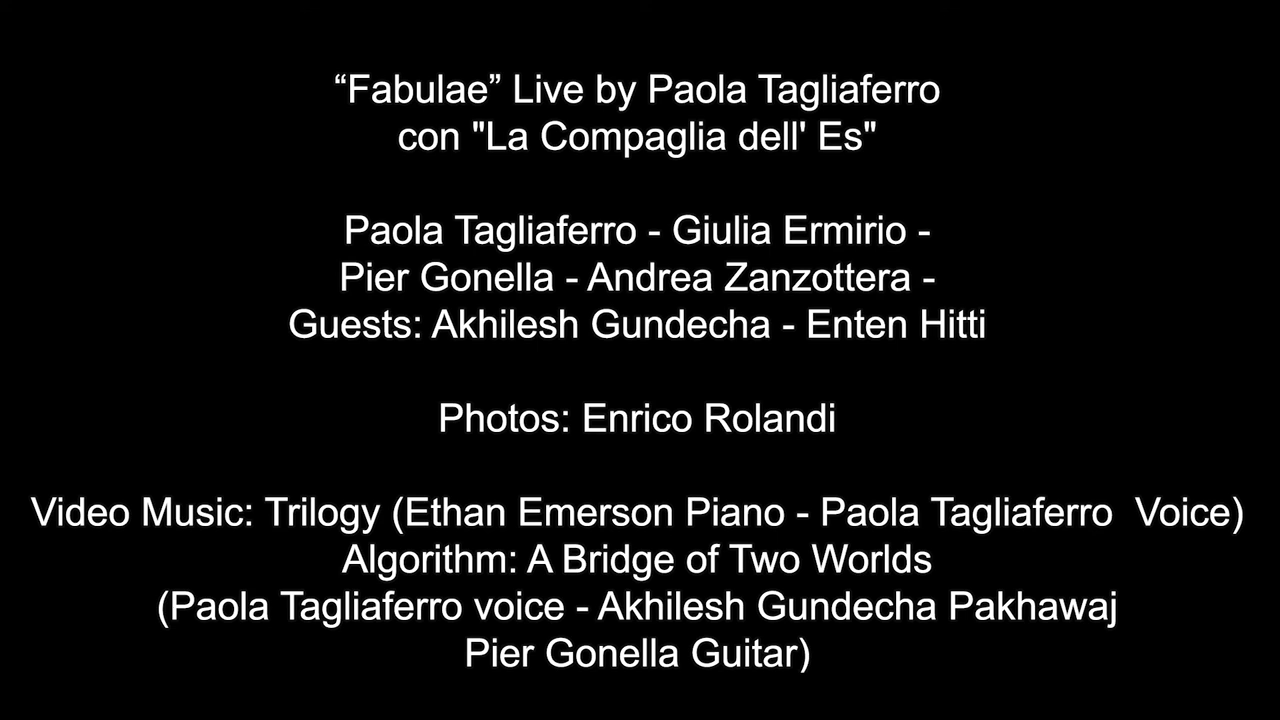 “Fabulae” Live by Paola Tagliaferro
con "La Compaglia dell' Es"
Paola Tagliaferro - Giulia Ermirio -
Pier Gonella - Andrea Zanzottera -
Guests: Akhilesh Gundecha - Enten Hitti
Photos: Enrico Rolandi
Video Music: Trilogy (Ethan Emerson Piano - Paola Tagliaferro  Voice)
Algorithm: A Bridge of Two Worlds
(Paola Tagliaferro voice - Akhilesh Gundecha Pakhawaj
Pier Gonella Guitar)